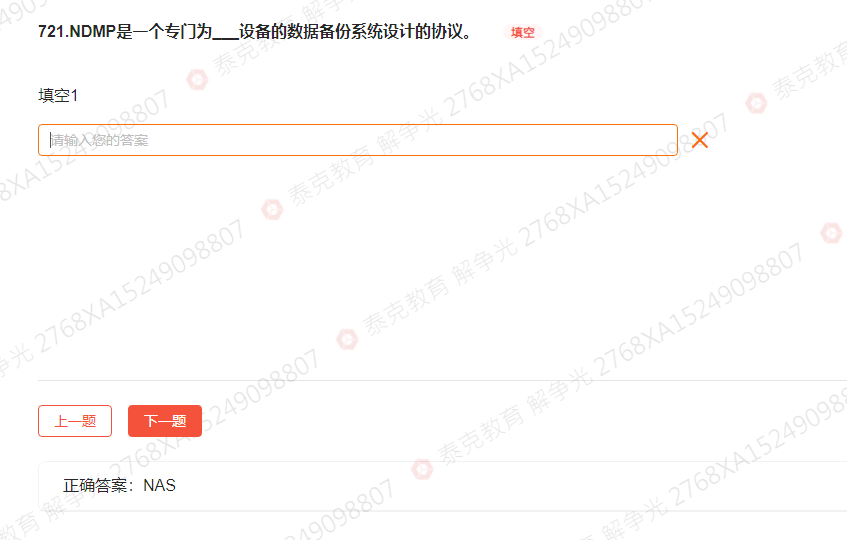 721.NDMP是一个专门为___设备的数据备份系统设计的协议。 填空
填空1
请输入您的答案
上一题 下一题
正确答案：NAS
泰克教育 解争光 2768XA15249098807